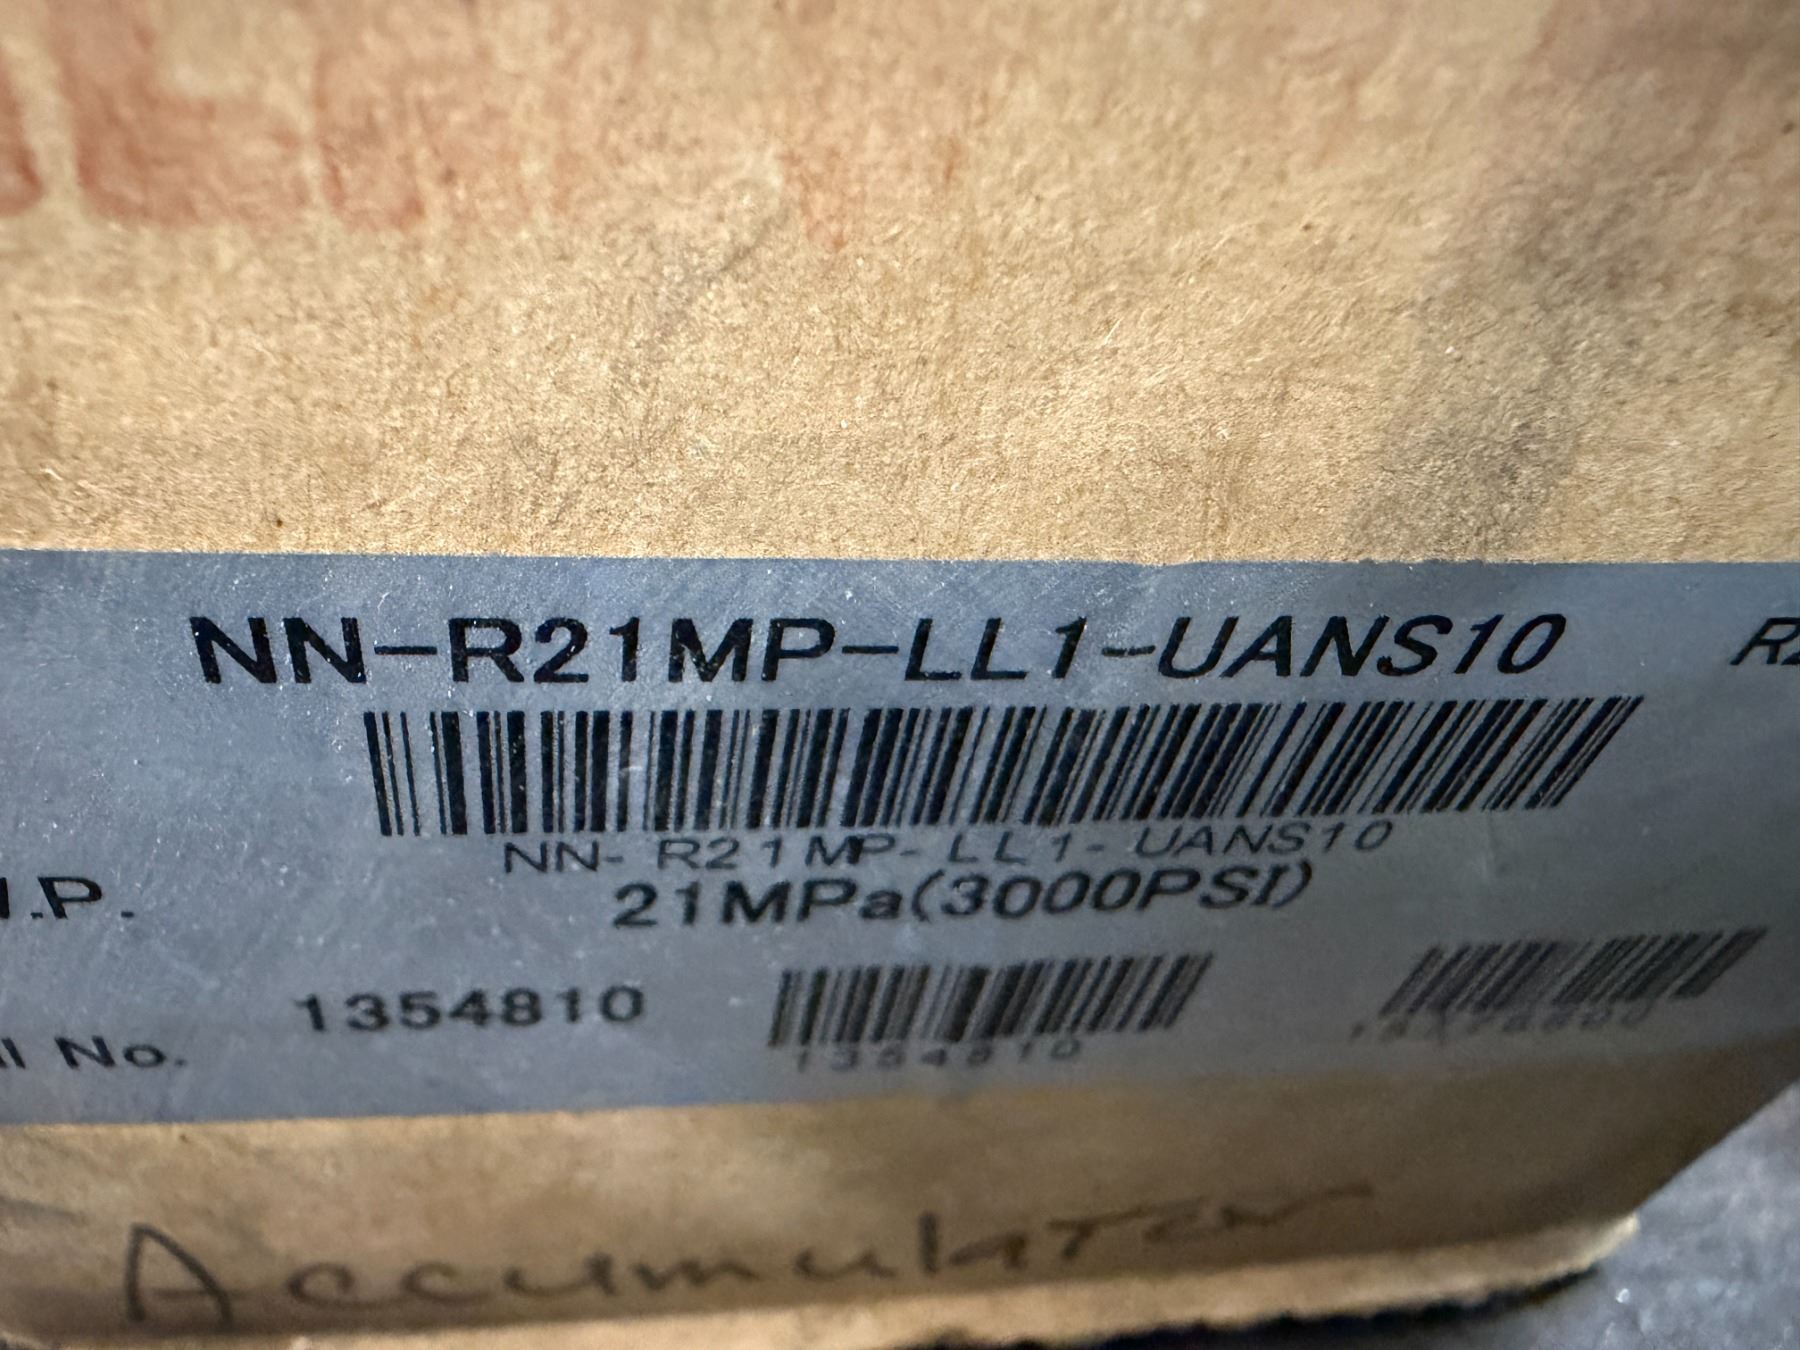 NN-R21MP-LL1-UANS10
NN-R21MP-LL1-UANS10
.P.
21MPa(3000PSI)
1354810
No.
1354810
Accumulator